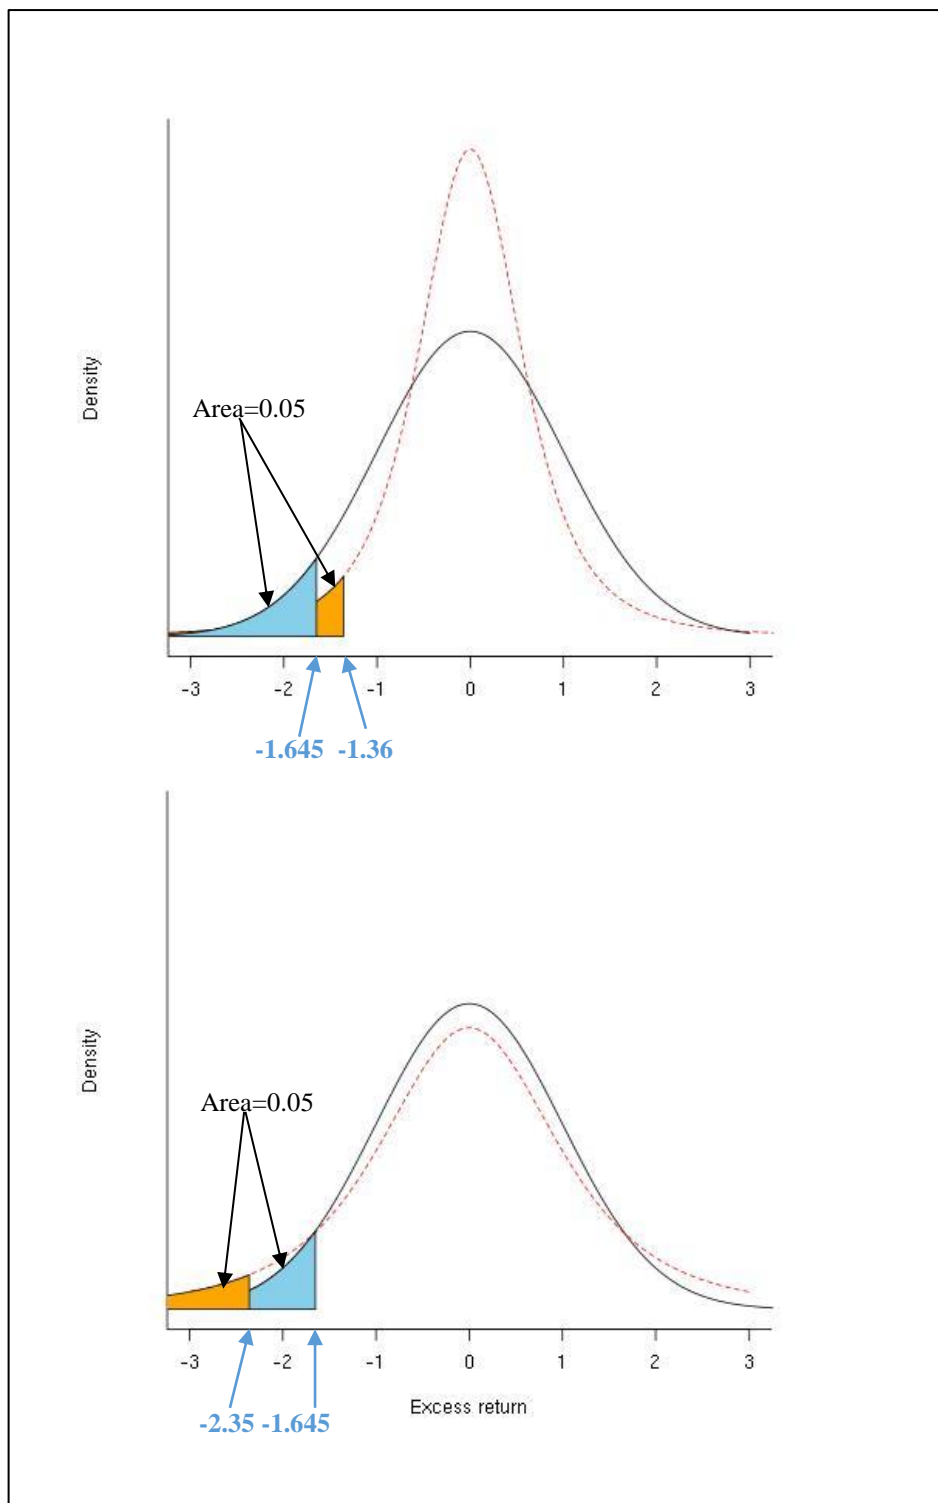 Density
Area=0.05
-3 -2 -1 0 1 2 3
-1.645 -1.36
Density
Area=0.05
-3 -2 -1 0 1 2 3
-2.35 -1.645
Excess return